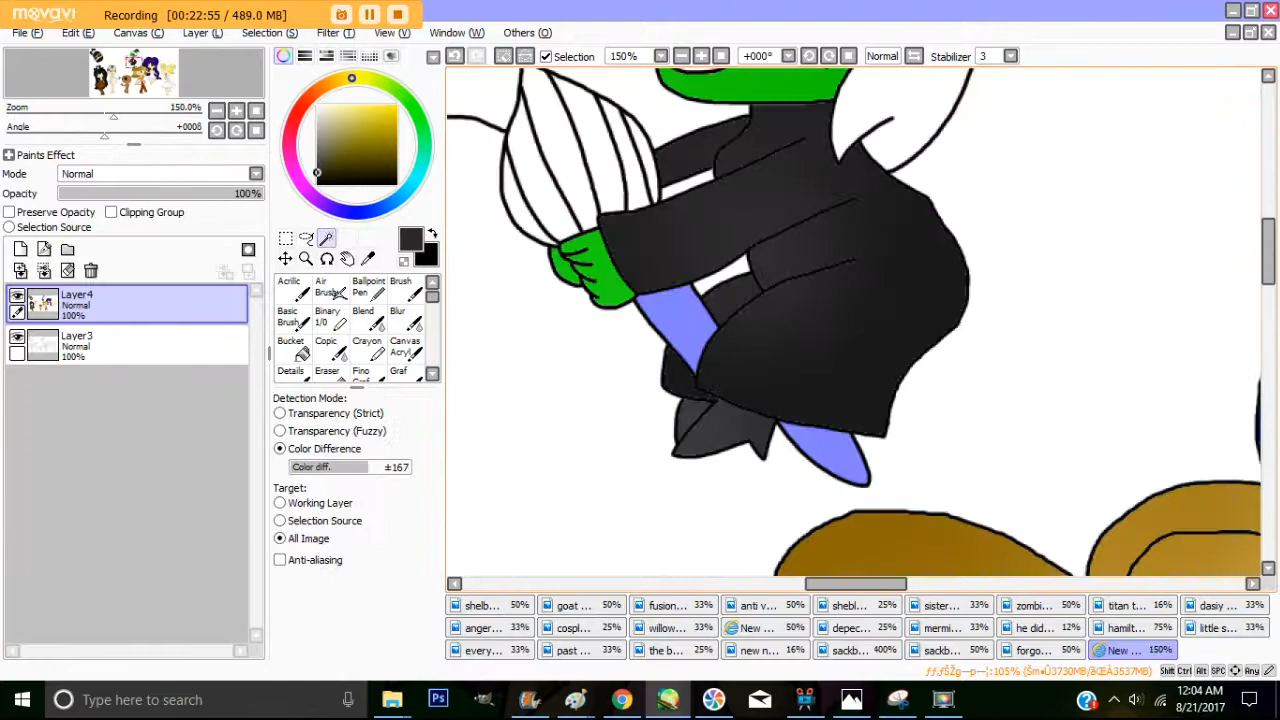 movavi Recording [00:22:55 / 489.0 MB]
File (F) Edit (E) Canvas (C) Layer (L) Selection (S) Filter (T) View (V) Window (W) Others (O)
Selection 150% +000° Normal Stabilizer 3
Zoom 150.0%
Angle +000°
Paints Effect
Mode Normal
Opacity 100%
Preserve Opacity Clipping Group
Selection Source
Layer4
Normal
100%
Layer3
Normal
100%
Acrylic Air Brush Ballpoint Pen Brush
Basic Brush Binary 1/0 Blend Blur
Bucket Copic Crayon Canvas Acryl
Details Eraser Fino Graf Graf
Detection Mode:
Transparency (Strict)
Transparency (Fuzzy)
Color Difference
Color diff. ±167
Target:
Working Layer
Selection Source
All Image
Anti-aliasing
shelb... 50% goat ... 50% fusion... 33% anti v... 50% shebl... 25% sister... 33% zombi... 50% titan t... 16% dasiy ... 33%
anger... 33% cospl... 25% willow... 33% New ... 50% depec... 25% mermi... 33% he did... 12% hamilt... 75% little s... 33%
every... 33% past ... 33% the b... 25% new n... 16% sackb... 400% sackb... 50% forgo... 50% New ... 150%
Shift Ctrl Alt SPC Any
Type here to search
Ps
12:04 AM
8/21/2017